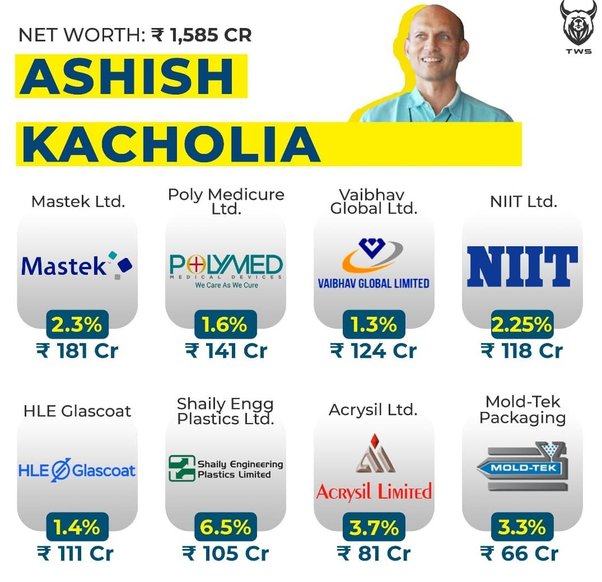 NET WORTH: ₹ 1,585 CR
TWS
ASHISH
KACHOLIA
Mastek Ltd.
Mastek
2.3%
₹ 181 Cr
Poly Medicure
Ltd.
POLYMED
MEDICAL DEVICES
We Care As We Cure
1.6%
₹ 141 Cr
Vaibhav
Global Ltd.
VAIBHAV GLOBAL LIMITED
1.3%
₹ 124 Cr
NIIT Ltd.
NIIT
2.25%
₹ 118 Cr
HLE Glascoat
HLE Glascoat
1.4%
₹ 111 Cr
Shaily Engg
Plastics Ltd.
Shaily Engineering
Plastics Limited
6.5%
₹ 105 Cr
Acrysil Ltd.
Acrysil Limited
3.7%
₹ 81 Cr
Mold-Tek
Packaging
MOLD-TEK
3.3%
₹ 66 Cr